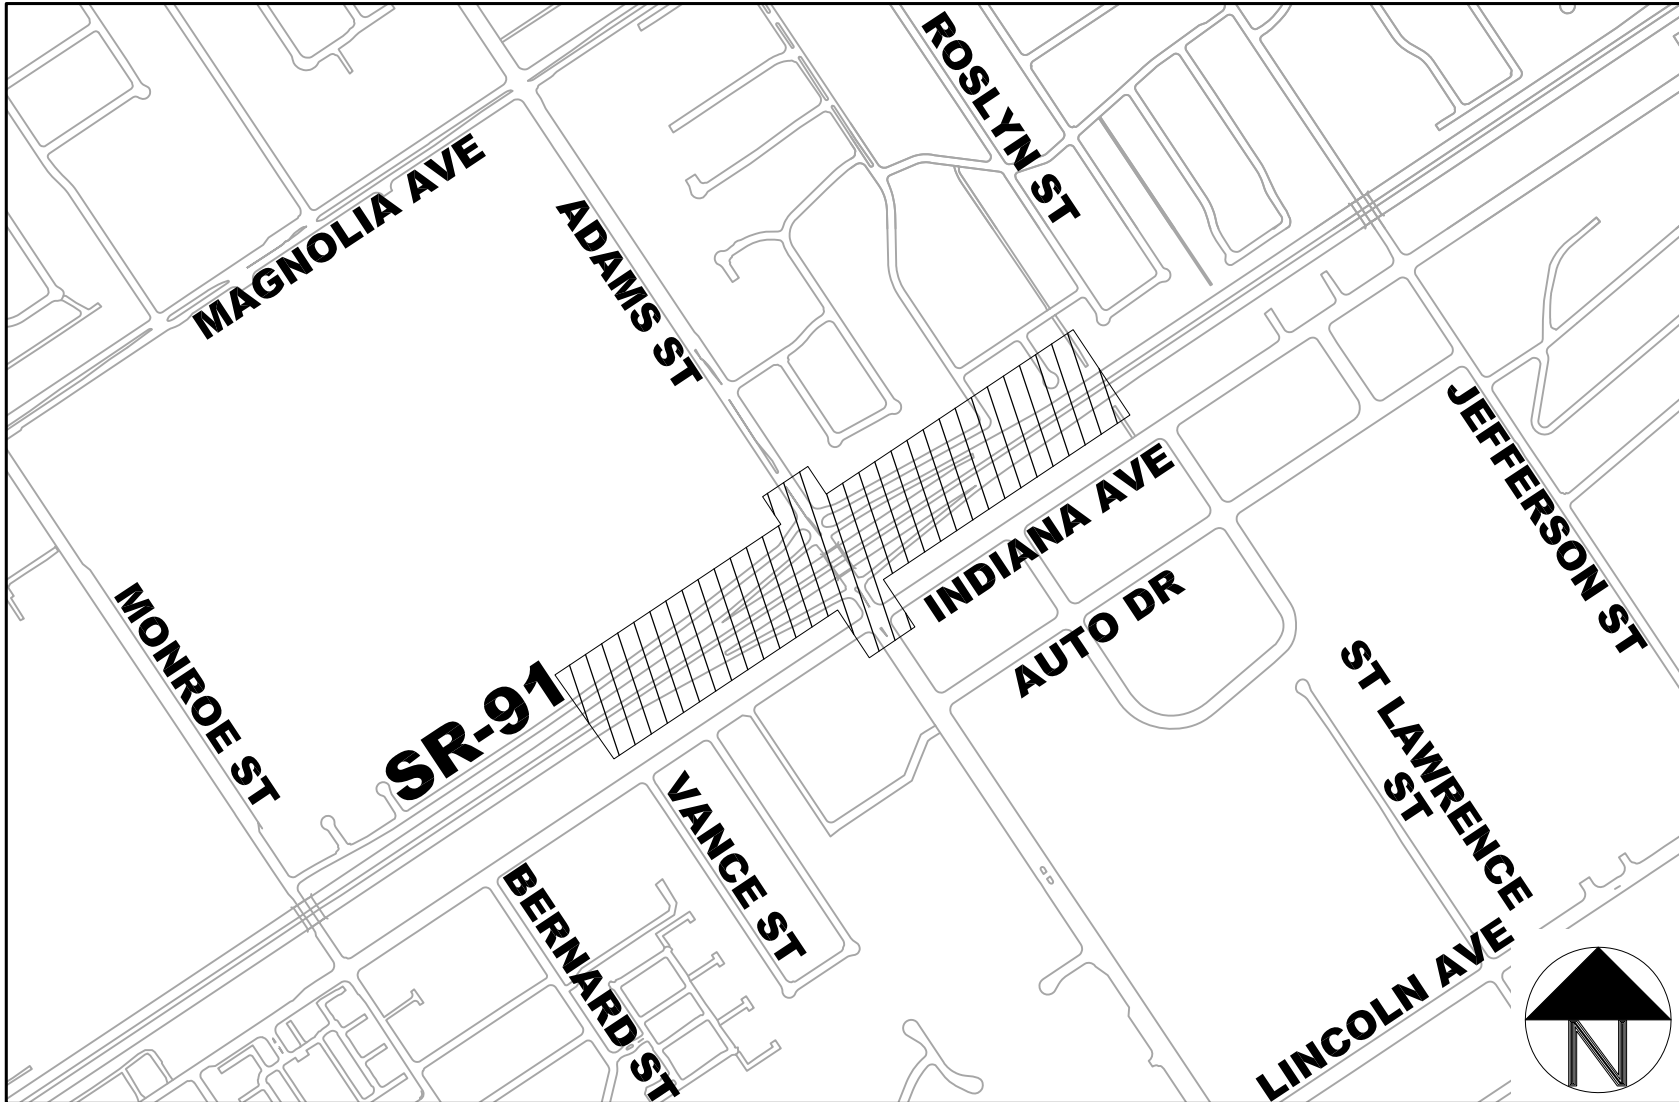 ROSLYN ST
MAGNOLIA AVE
ADAMS ST
JEFFERSON ST
INDIANA AVE
AUTO DR
MONROE ST
SR-91
ST LAWRENCE
ST
VANCE ST
BERNARD ST
LINCOLN AVE
N